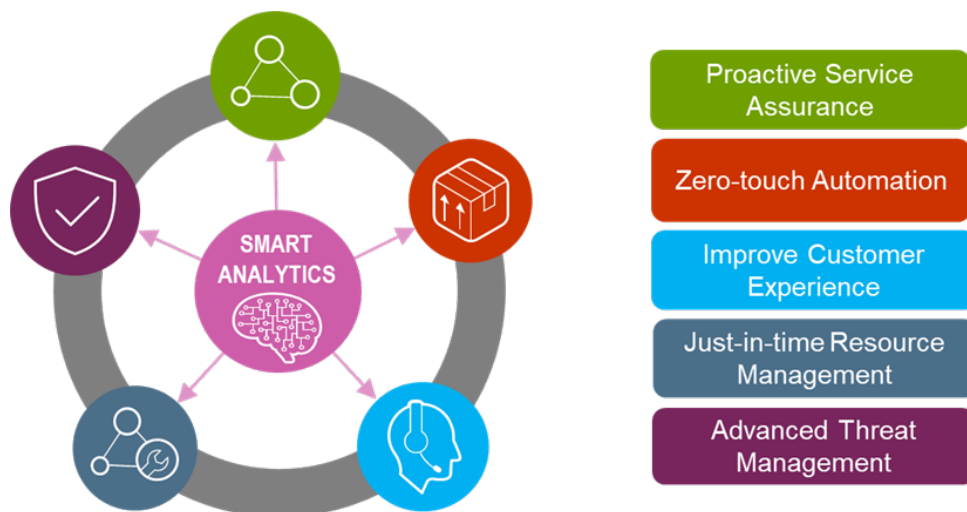 SMART
ANALYTICS
Proactive Service
Assurance
Zero-touch Automation
Improve Customer
Experience
Just-in-time Resource
Management
Advanced Threat
Management